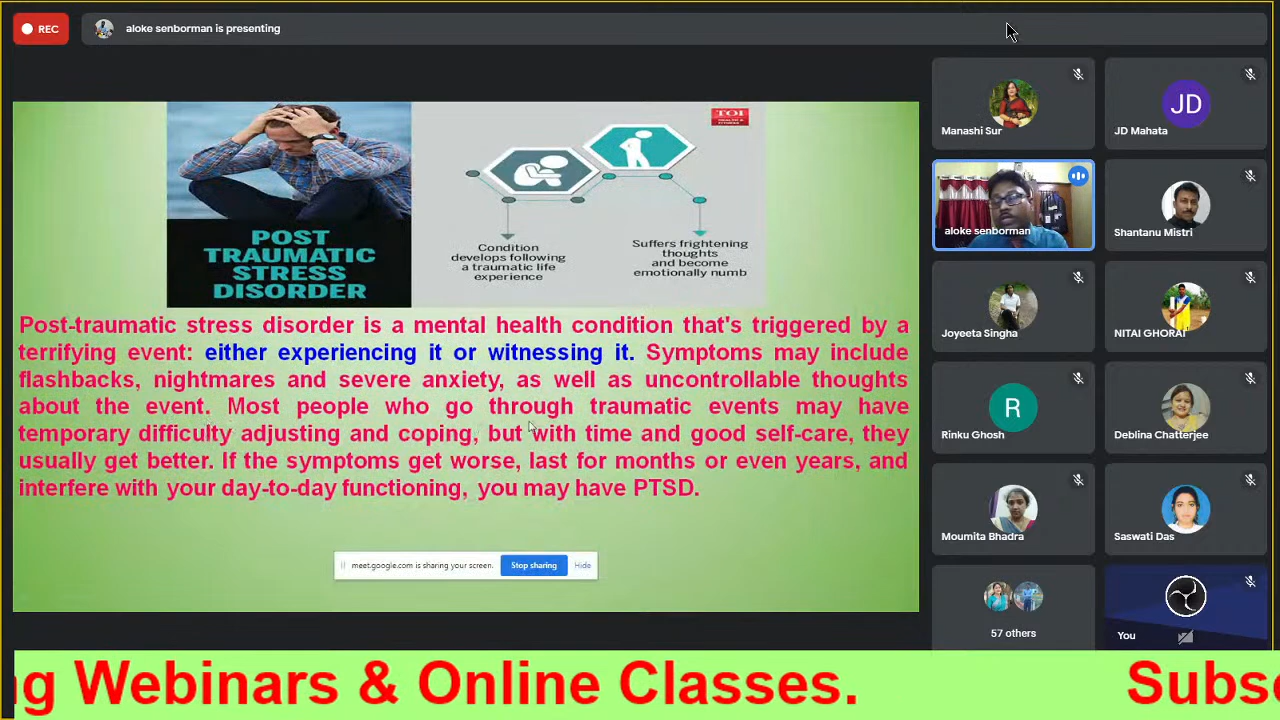 REC
aloke senborman is presenting
POST
TRAUMATIC
STRESS
DISORDER
TOI
Condition
develops following
a traumatic life
experience
Suffers frightening
thoughts
and become
emotionally numb
Post-traumatic stress disorder is a mental health condition that's triggered by a
terrifying event: either experiencing it or witnessing it. Symptoms may include
flashbacks, nightmares and severe anxiety, as well as uncontrollable thoughts
about the event. Most people who go through traumatic events may have
temporary difficulty adjusting and coping, but with time and good self-care, they
usually get better. If the symptoms get worse, last for months or even years, and
interfere with your day-to-day functioning, you may have PTSD.
meet.google.com is sharing your screen.
Stop sharing
Hide
Manashi Sur
JD
JD Mahata
aloke senborman
Shantanu Mistri
Joyeeta Singha
NITAI GHORAI
R
Rinku Ghosh
Deblina Chatterjee
Moumita Bhadra
Saswati Das
57 others
You
ng Webinars & Online Classes. Subs